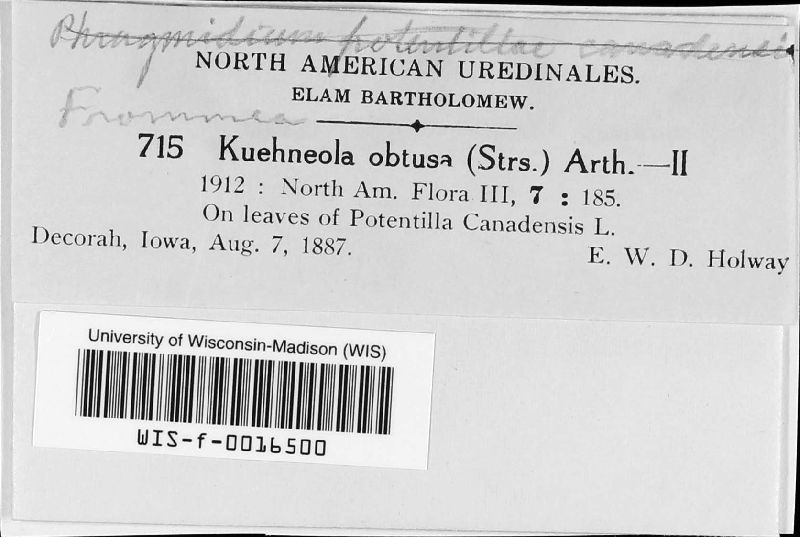 Phragmidium potentillae canadensis
NORTH AMERICAN UREDINALES.
ELAM BARTHOLOMEW.
Frommea
715 Kuehneola obtusa (Strs.) Arth.—II
1912 : North Am. Flora III, 7 : 185.
On leaves of Potentilla Canadensis L.
Decorah, Iowa, Aug. 7, 1887.
E. W. D. Holway
University of Wisconsin-Madison (WIS)
WIS-f-0016500